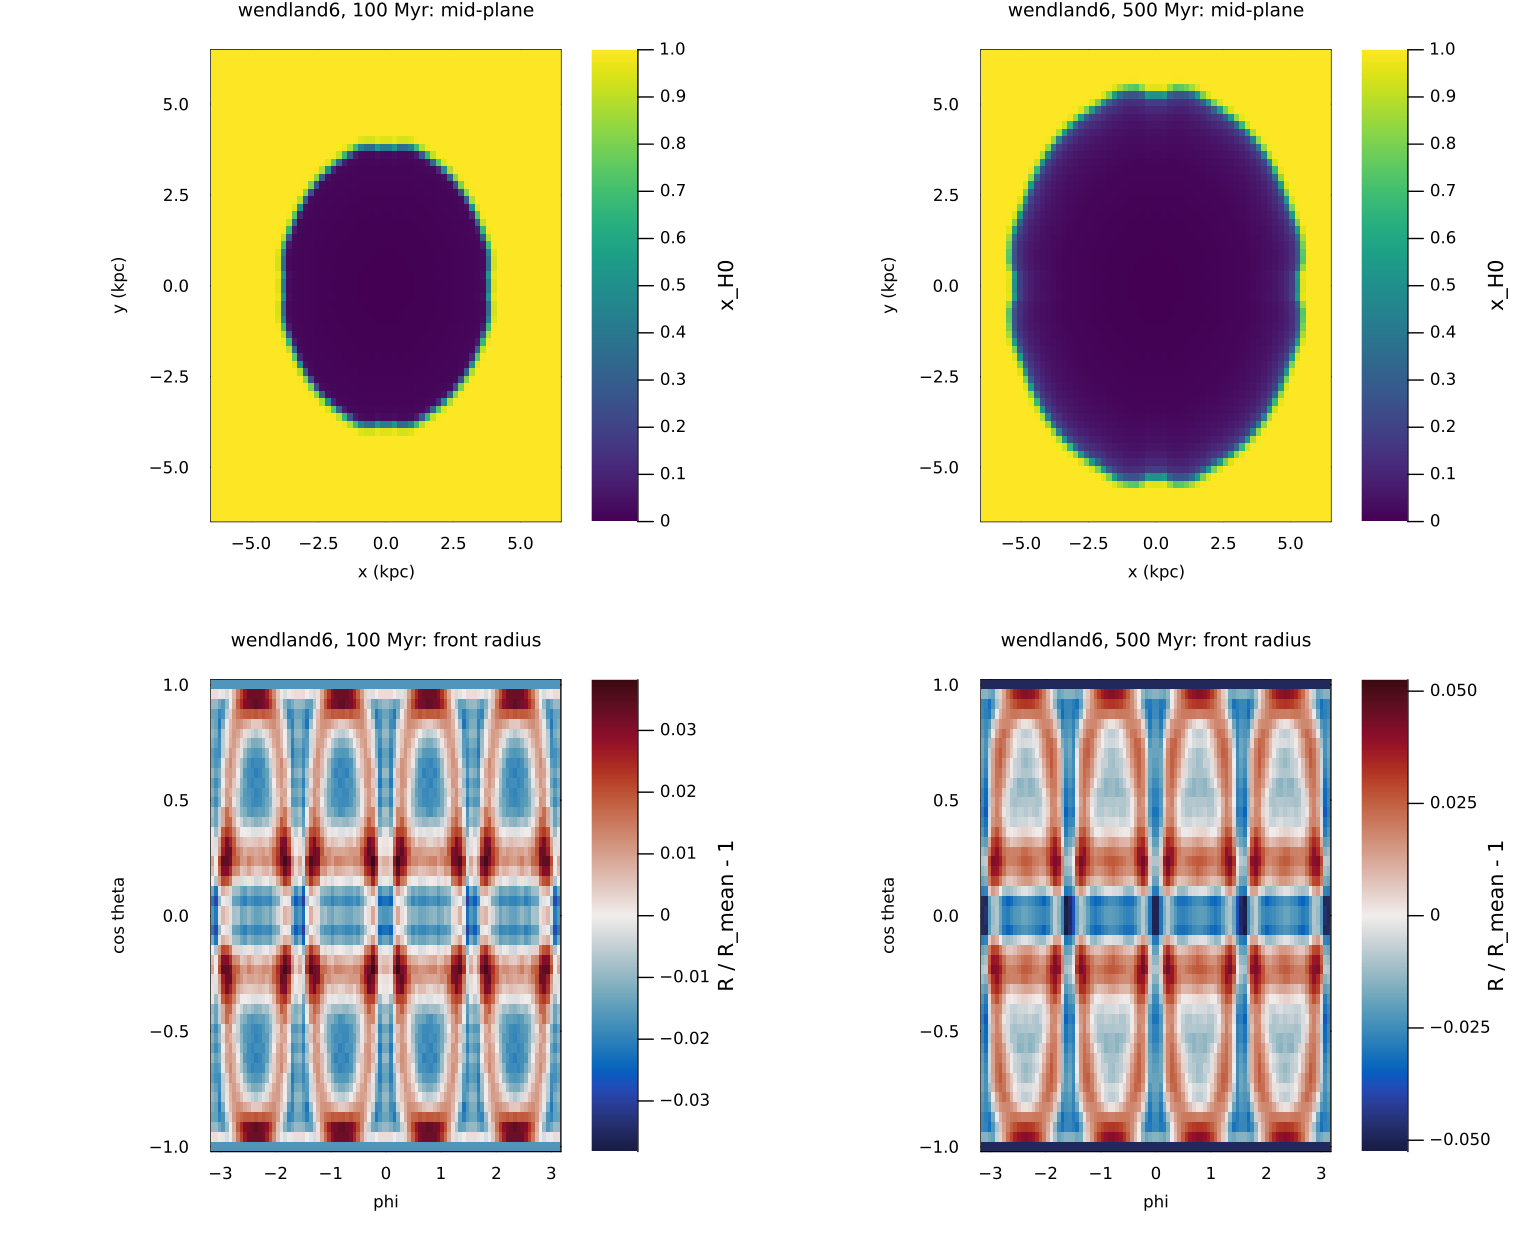 wendland6, 100 Myr: mid-plane
wendland6, 500 Myr: mid-plane
1.0
0.9
0.8
0.7
0.6
0.5
0.4
0.3
0.2
0.1
0
x_H0
5.0
2.5
0.0
−2.5
−5.0
y (kpc)
−5.0 −2.5 0.0 2.5 5.0
x (kpc)
1.0
0.9
0.8
0.7
0.6
0.5
0.4
0.3
0.2
0.1
0
x_H0
5.0
2.5
0.0
−2.5
−5.0
y (kpc)
−5.0 −2.5 0.0 2.5 5.0
x (kpc)
wendland6, 100 Myr: front radius
wendland6, 500 Myr: front radius
1.0
0.5
0.0
−0.5
−1.0
cos theta
−3 −2 −1 0 1 2 3
phi
0.03
0.02
0.01
0
−0.01
−0.02
−0.03
R / R_mean - 1
1.0
0.5
0.0
−0.5
−1.0
cos theta
−3 −2 −1 0 1 2 3
phi
0.050
0.025
0
−0.025
−0.050
R / R_mean - 1